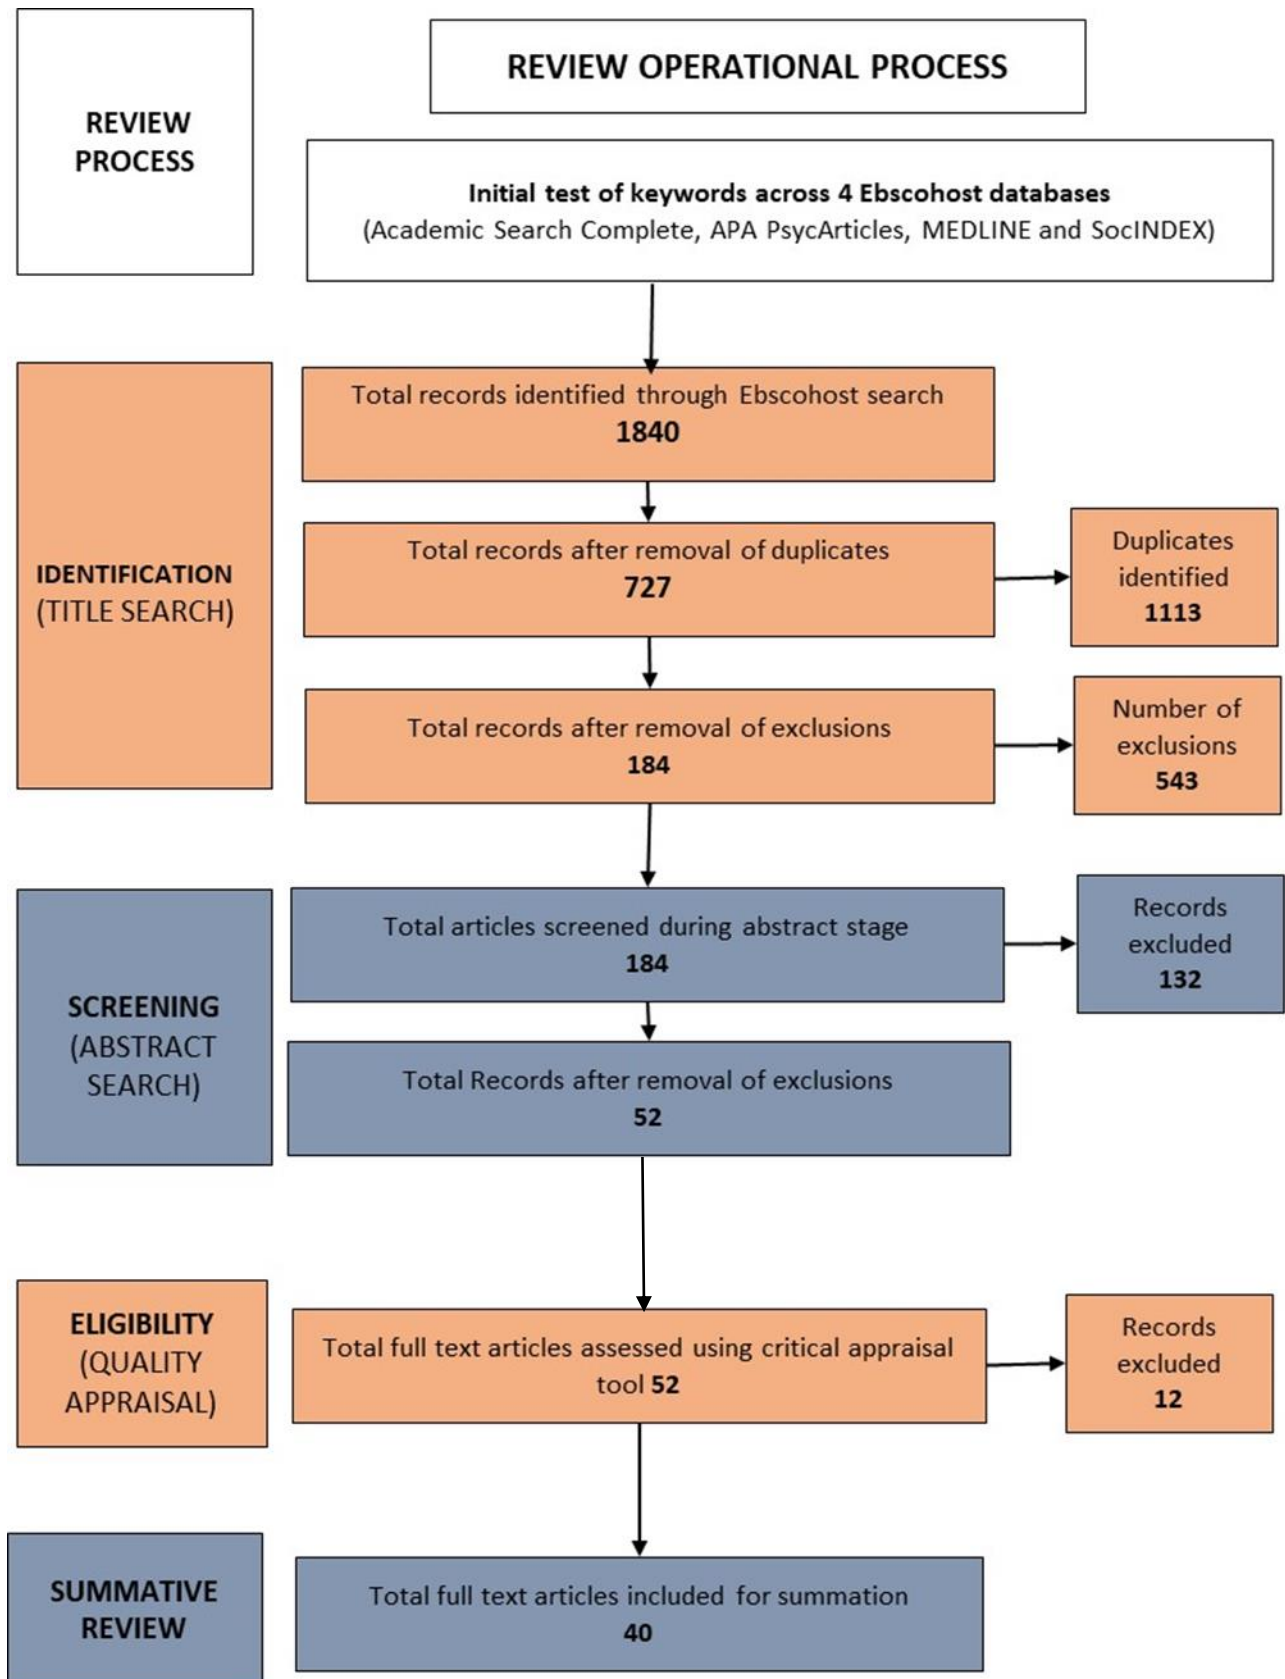 REVIEW
PROCESS
REVIEW OPERATIONAL PROCESS
Initial test of keywords across 4 Ebscohost databases
(Academic Search Complete, APA PsycArticles, MEDLINE and SocINDEX)
IDENTIFICATION
(TITLE SEARCH)
Total records identified through Ebscohost search
1840
Total records after removal of duplicates
727
Duplicates
identified
1113
Total records after removal of exclusions
184
Number of
exclusions
543
SCREENING
(ABSTRACT
SEARCH)
Total articles screened during abstract stage
184
Records
excluded
132
Total Records after removal of exclusions
52
ELIGIBILITY
(QUALITY
APPRAISAL)
Total full text articles assessed using critical appraisal
tool 52
Records
excluded
12
SUMMATIVE
REVIEW
Total full text articles included for summation
40